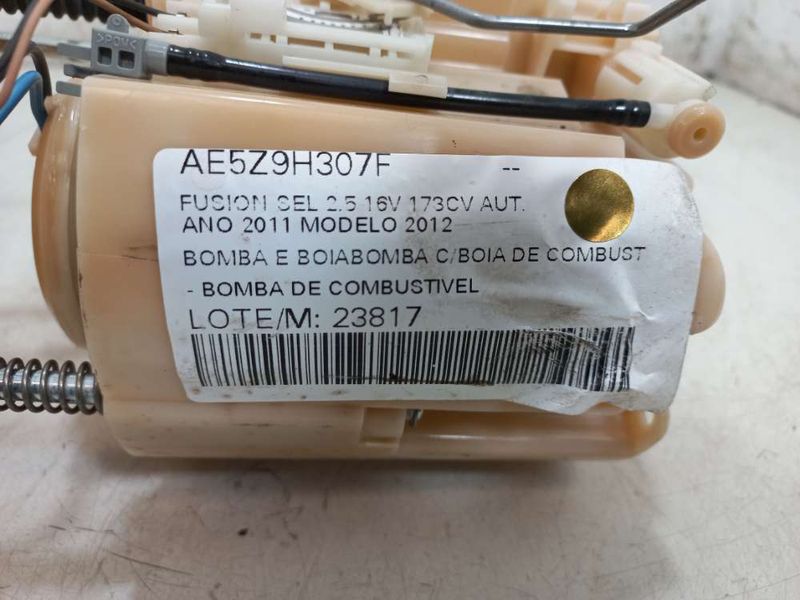 AE5Z9H307F --
FUSION SEL 2.5 16V 173CV AUT.
ANO 2011 MODELO 2012
BOMBA E BOIABOMBA C/BOIA DE COMBUST
- BOMBA DE COMBUSTIVEL
LOTE/M: 23817